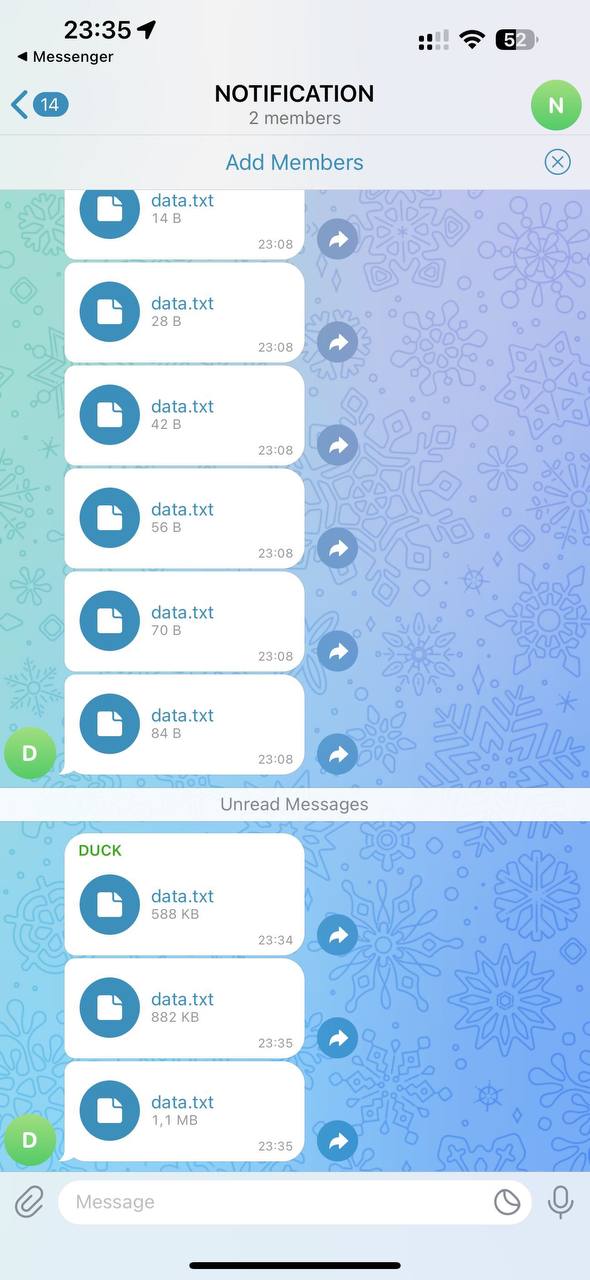 23:35
52
◀ Messenger
14
NOTIFICATION
2 members
N
Add Members
data.txt
14 B
23:08
data.txt
28 B
23:08
data.txt
42 B
23:08
data.txt
56 B
23:08
data.txt
70 B
23:08
data.txt
84 B
23:08
D
Unread Messages
DUCK
data.txt
588 KB
23:34
data.txt
882 KB
23:35
data.txt
1,1 MB
23:35
D
Message